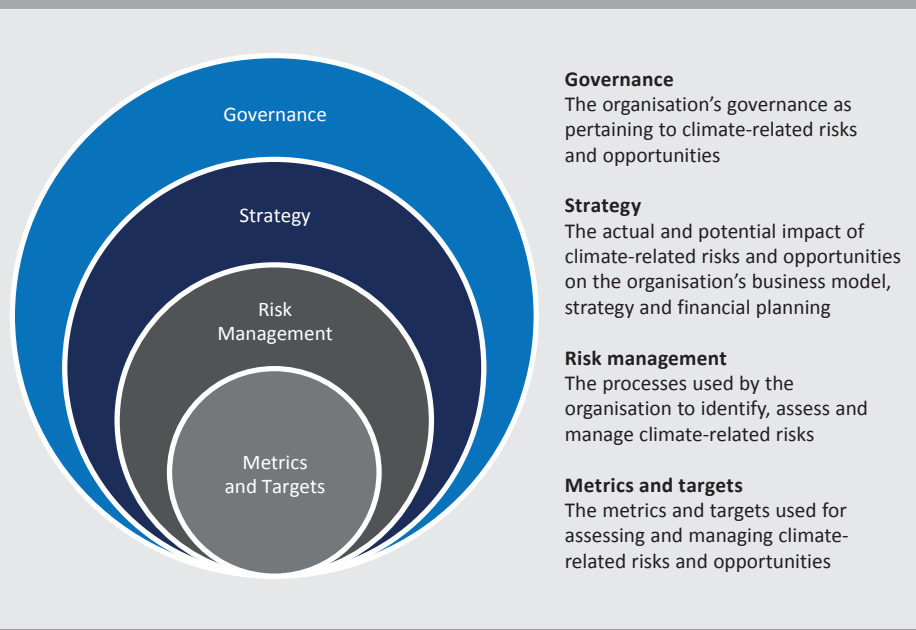 Governance
Strategy
Risk
Management
Metrics
and Targets
Governance
The organisation’s governance as
pertaining to climate-related risks
and opportunities
Strategy
The actual and potential impact of
climate-related risks and opportunities
on the organisation’s business model,
strategy and financial planning
Risk management
The processes used by the
organisation to identify, assess and
manage climate-related risks
Metrics and targets
The metrics and targets used for
assessing and managing climate-
related risks and opportunities